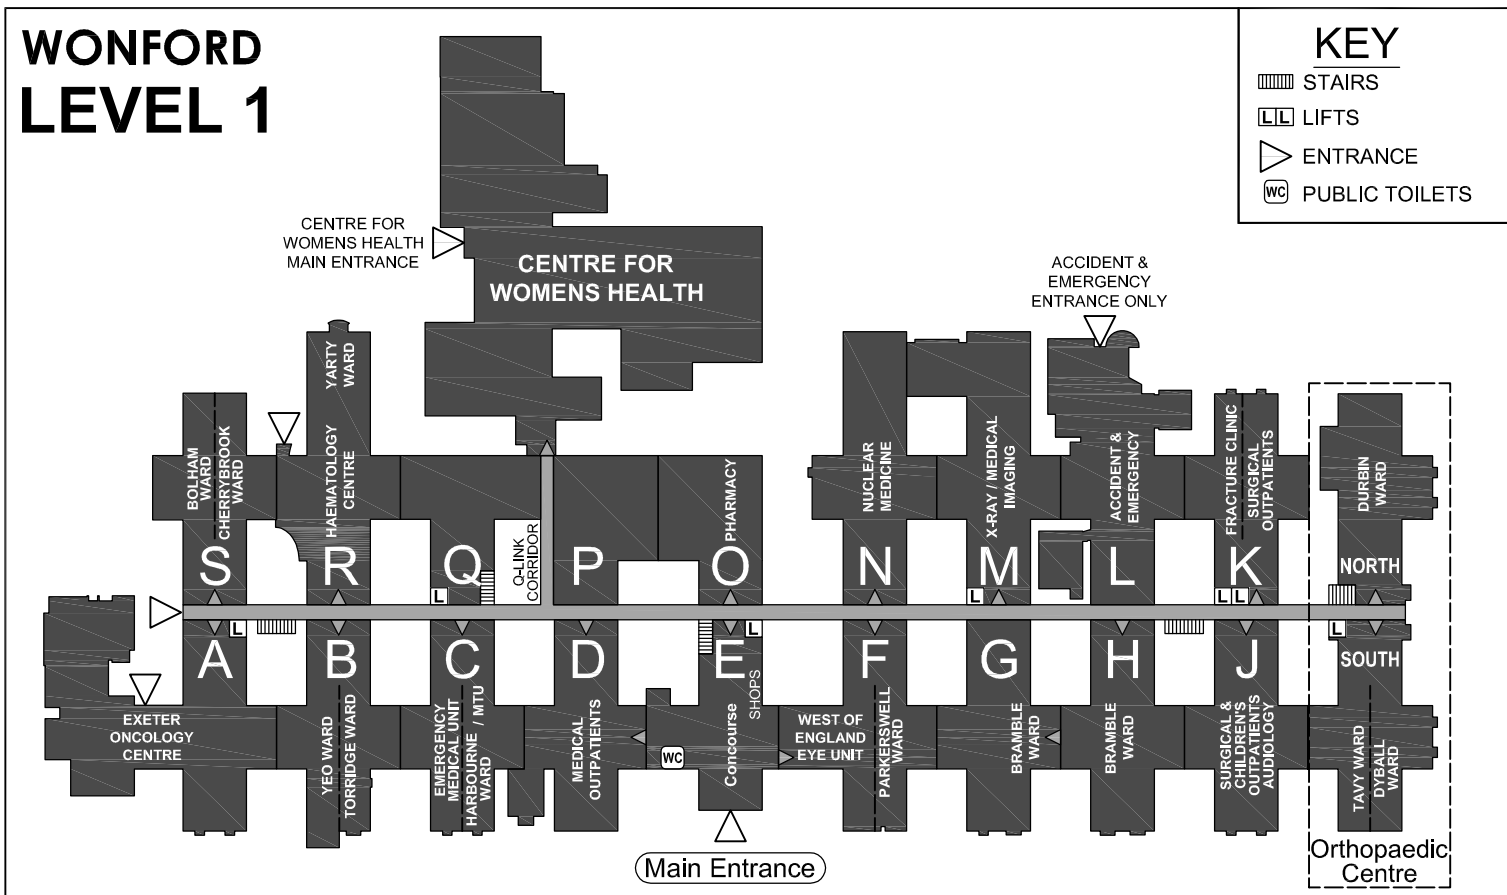 WONFORD
LEVEL 1
KEY
STAIRS
L L LIFTS
ENTRANCE
WC PUBLIC TOILETS
CENTRE FOR
WOMENS HEALTH
MAIN ENTRANCE
CENTRE FOR
WOMENS HEALTH
ACCIDENT &
EMERGENCY
ENTRANCE ONLY
BOLHAM
WARD
CHERRYBROOK
WARD
YARTY
WARD
HAEMATOLOGY
CENTRE
Q-LINK
CORRIDOR
PHARMACY
NUCLEAR
MEDICINE
X-RAY / MEDICAL
IMAGING
ACCIDENT &
EMERGENCY
FRACTURE CLINIC
SURGICAL
OUTPATIENTS
DURBIN
WARD
S
R
Q
P
O
N
M
L
K
NORTH
L
L
L L
L
L
L
A
B
C
D
E
F
G
H
J
SOUTH
EXETER
ONCOLOGY
CENTRE
YEO WARD
TORRIDGE WARD
EMERGENCY
MEDICAL UNIT
HARBOURNE / MTU
WARD
MEDICAL
OUTPATIENTS
WC
Concourse
SHOPS
WEST OF
ENGLAND
EYE UNIT
PARKERSWELL
WARD
BRAMBLE
WARD
BRAMBLE
WARD
SURGICAL &
CHILDREN'S
OUTPATIENTS
AUDIOLOGY
TAVY WARD
DYBALL
WARD
Main Entrance
Orthopaedic
Centre